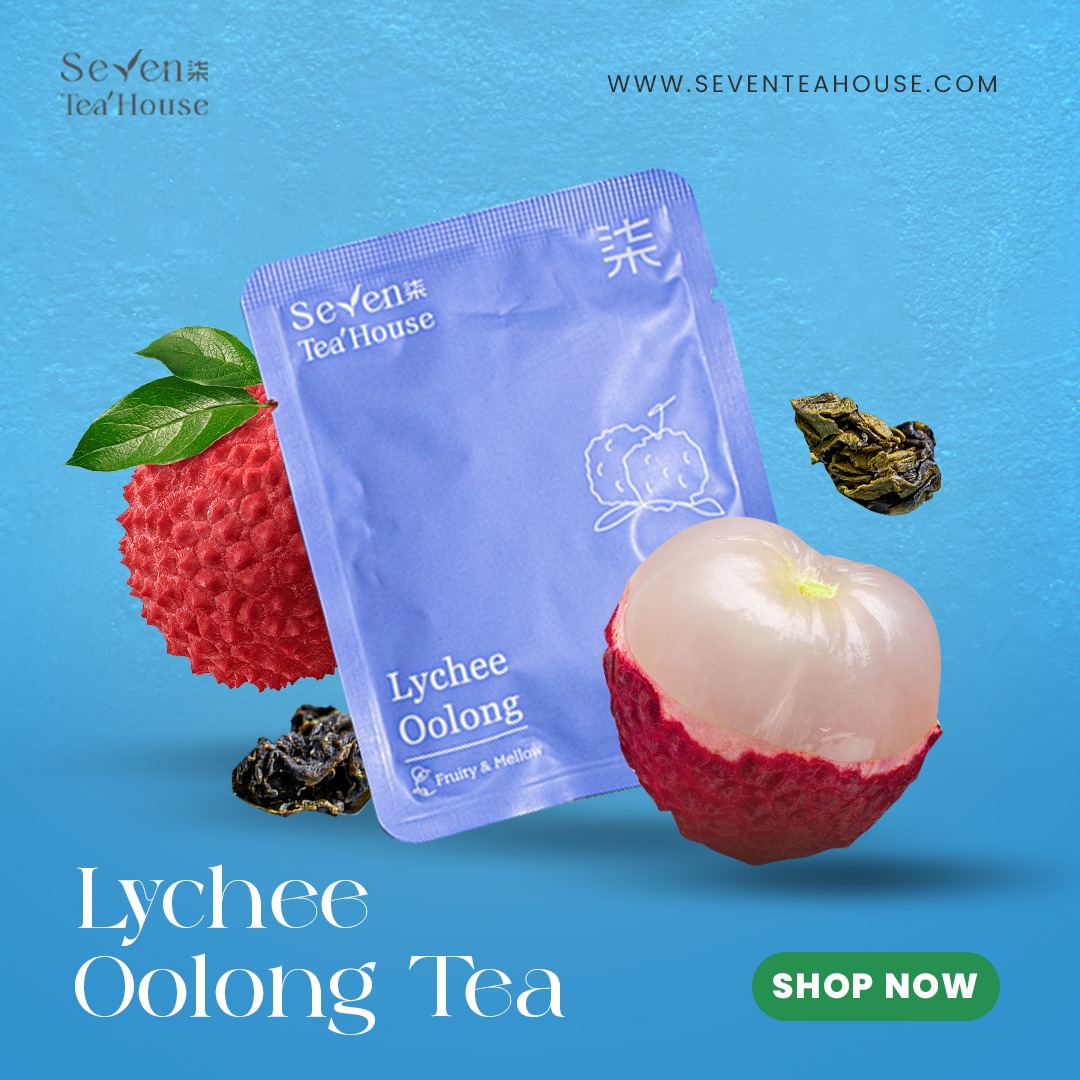 Seven柒
Tea'House
WWW.SEVENTEAHOUSE.COM
柒
Seven柒
Tea'House
Lychee
Oolong
Fruity & Mellow
Lychee
Oolong Tea
SHOP NOW